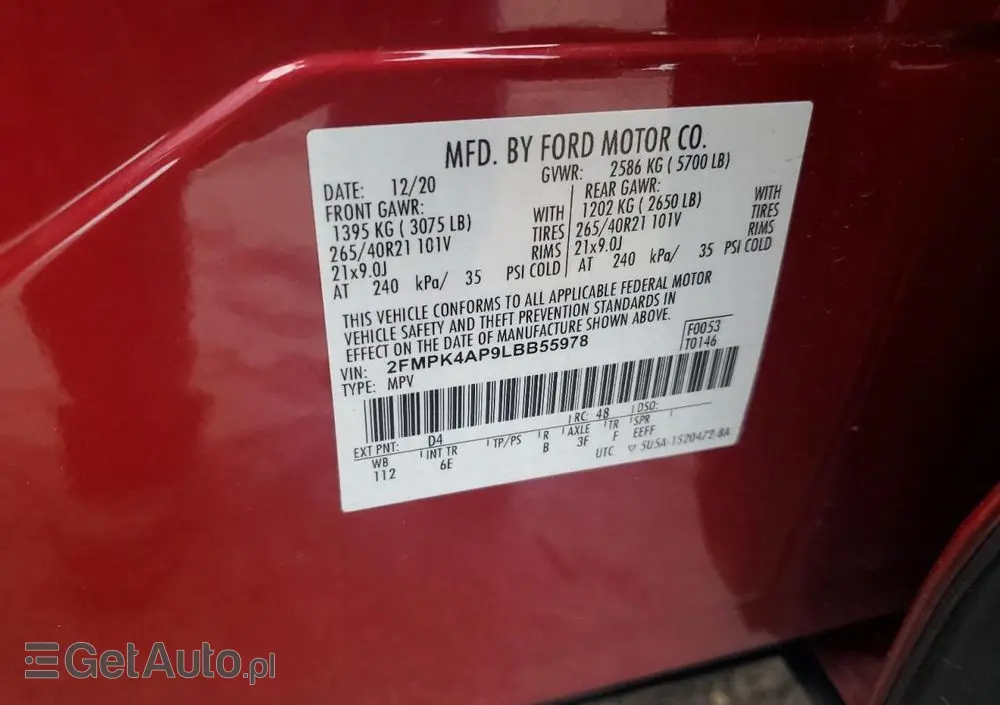 MFD. BY FORD MOTOR CO.
DATE: 12/20 GVWR: 2586 KG ( 5700 LB)
FRONT GAWR: REAR GAWR:
1395 KG ( 3075 LB) WITH 1202 KG ( 2650 LB) WITH
265/40R21 101V TIRES 265/40R21 101V TIRES
21x9.0J RIMS 21x9.0J RIMS
AT 240 kPa/ 35 PSI COLD AT 240 kPa/ 35 PSI COLD
THIS VEHICLE CONFORMS TO ALL APPLICABLE FEDERAL MOTOR
VEHICLE SAFETY AND THEFT PREVENTION STANDARDS IN
EFFECT ON THE DATE OF MANUFACTURE SHOWN ABOVE.
VIN: 2FMPK4AP9LBB55978 F0053
TYPE: MPV T0146
EXT PNT: D4 RC: 48 DSO:
WB INT TR TP/PS R AXLE TR SPR
112 6E B 3F F EEFF
UTC ▽ 5U5A-1520472-BA
GetAuto.pl